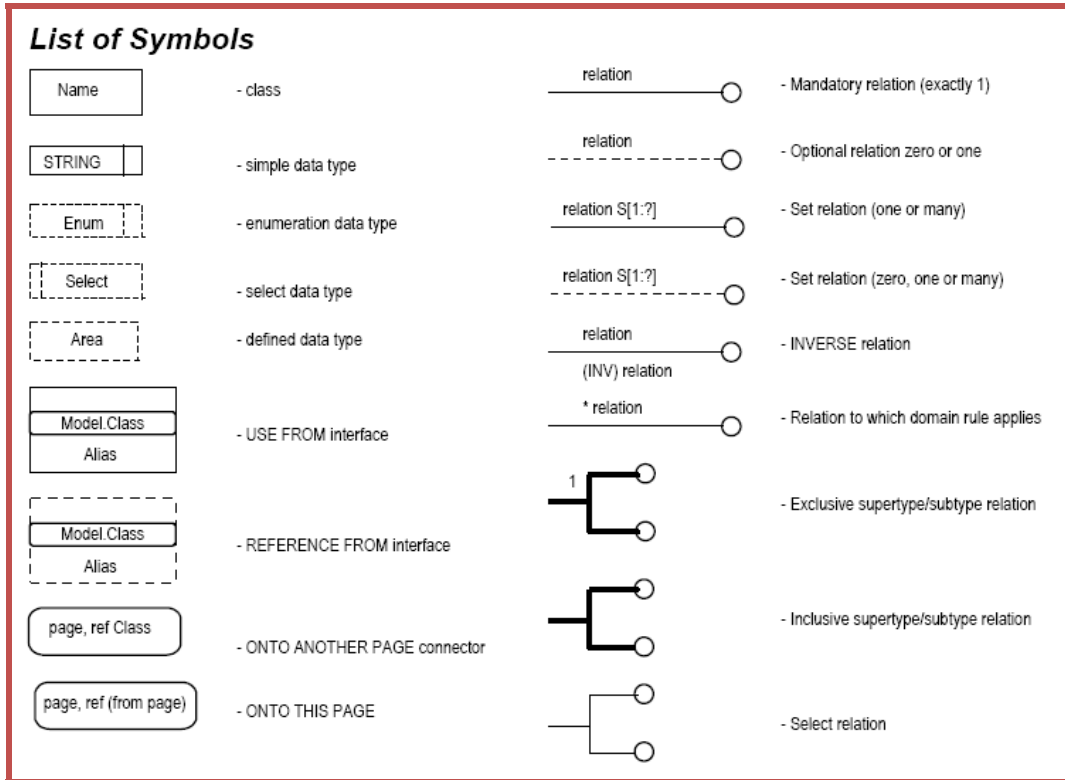 List of Symbols
Name
- class
STRING
- simple data type
Enum
- enumeration data type
Select
- select data type
Area
- defined data type
Model.Class
Alias
- USE FROM interface
Model.Class
Alias
- REFERENCE FROM interface
page, ref Class
- ONTO ANOTHER PAGE connector
page, ref (from page)
- ONTO THIS PAGE
relation
- Mandatory relation (exactly 1)
relation
- Optional relation zero or one
relation S[1:?]
- Set relation (one or many)
relation S[1:?]
- Set relation (zero, one or many)
relation
(INV) relation
- INVERSE relation
* relation
- Relation to which domain rule applies
1
- Exclusive supertype/subtype relation
- Inclusive supertype/subtype relation
- Select relation